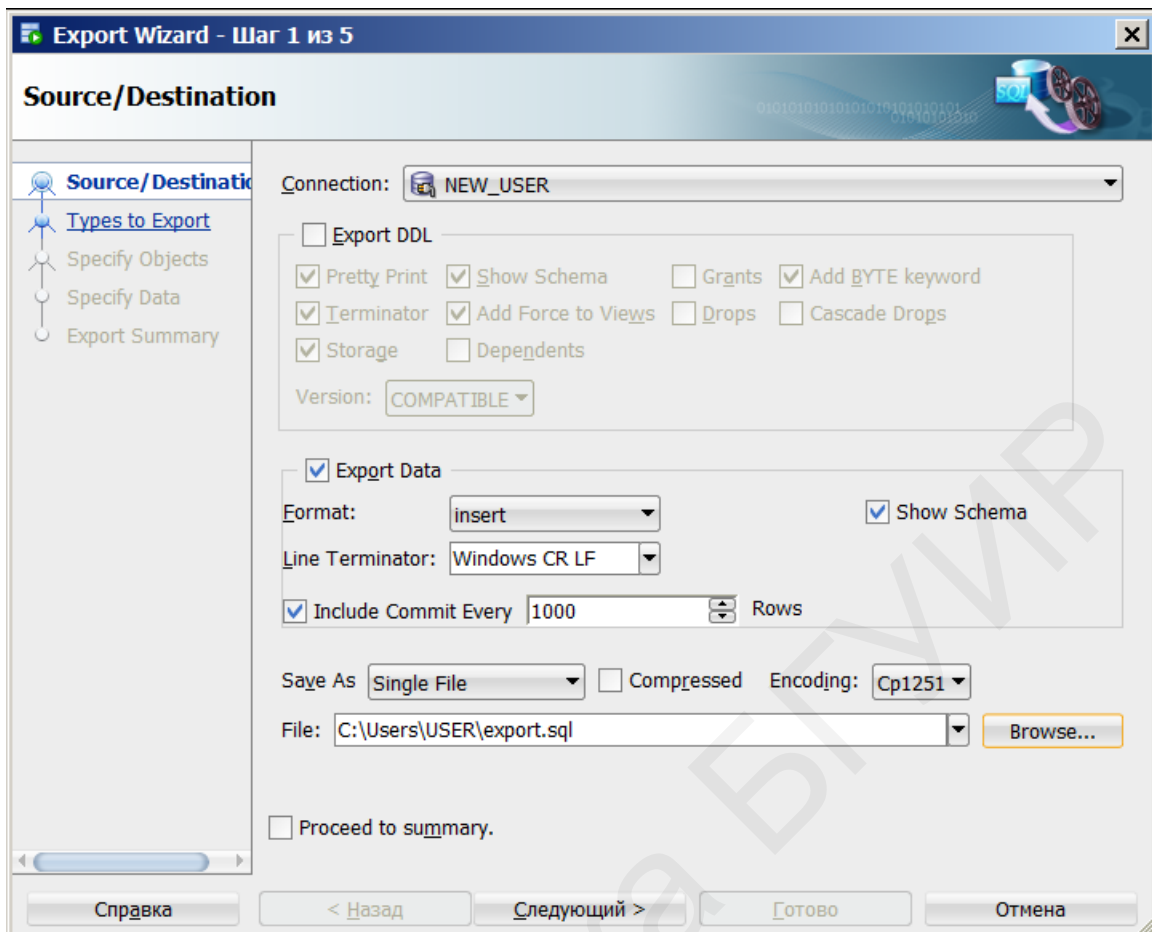 Export Wizard - Шаг 1 из 5
Source/Destination
Source/Destinatio
Types to Export
Specify Objects
Specify Data
Export Summary
Connection: NEW_USER
Export DDL
Pretty Print Show Schema Grants Add BYTE keyword
Terminator Add Force to Views Drops Cascade Drops
Storage Dependents
Version: COMPATIBLE
Export Data
Format: insert Show Schema
Line Terminator: Windows CR LF
Include Commit Every 1000 Rows
Save As Single File Compressed Encoding: Cp1251
File: C:\Users\USER\export.sql Browse...
Proceed to summary.
Справка < Назад Следующий > Готово Отмена
а БГУИР